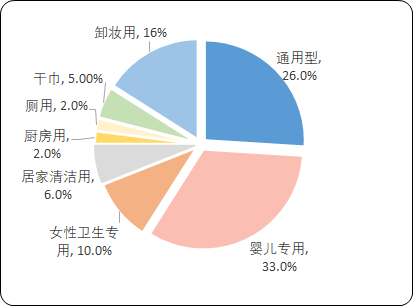 卸妆用, 16%
通用型,
26.0%
干巾, 5.00%
厕用, 2.0%
厨房用,
2.0%
居家清洁用,
6.0%
女性卫生专
用, 10.0%
婴儿专用,
33.0%